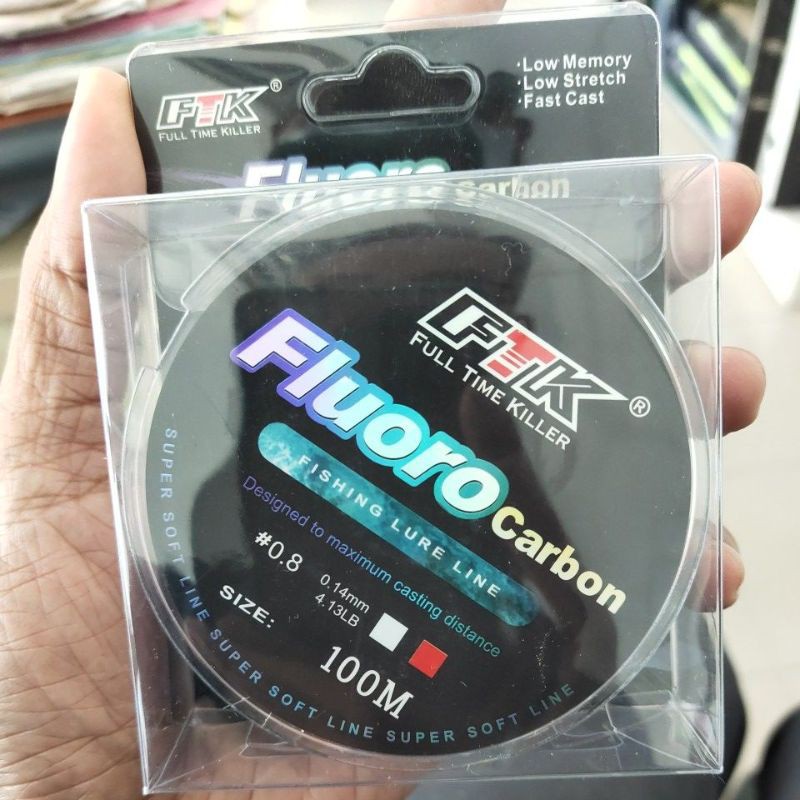 FTK®
FULL TIME KILLER
·Low Memory
·Low Stretch
·Fast Cast
Fluoro Carbon
FTK®
FULL TIME KILLER
Fluoro Carbon
FISHING LURE LINE
Designed to maximum casting distance
#0.8
0.14mm
4.13LB
SIZE:
100M
· SUPER SOFT LINE SUPER SOFT LINE SUPER SOFT LINE